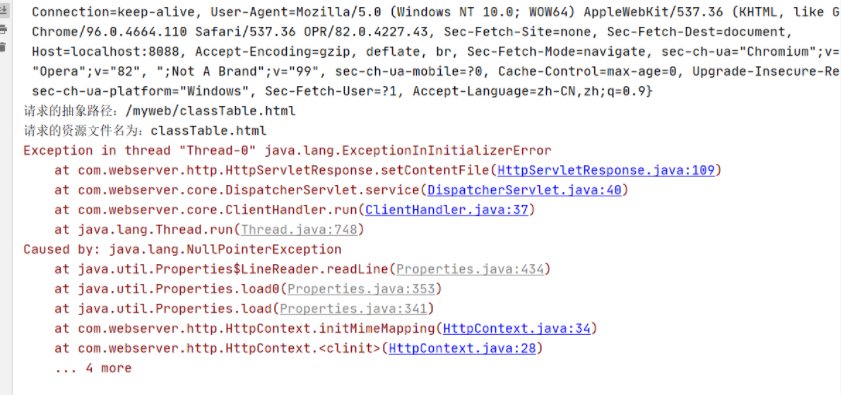 Connection=keep-alive, User-Agent=Mozilla/5.0 (Windows NT 10.0; WOW64) AppleWebKit/537.36 (KHTML, like G
Chrome/96.0.4664.110 Safari/537.36 OPR/82.0.4227.43, Sec-Fetch-Site=none, Sec-Fetch-Dest=document,
Host=localhost:8088, Accept-Encoding=gzip, deflate, br, Sec-Fetch-Mode=navigate, sec-ch-ua="Chromium";v=
"Opera";v="82", ";Not A Brand";v="99", sec-ch-ua-mobile=?0, Cache-Control=max-age=0, Upgrade-Insecure-Re
sec-ch-ua-platform="Windows", Sec-Fetch-User=?1, Accept-Language=zh-CN,zh;q=0.9}
请求的抽象路径：/myweb/classTable.html
请求的资源文件名为：classTable.html
Exception in thread "Thread-0" java.lang.ExceptionInInitializerError
at com.webserver.http.HttpServletResponse.setContentFile(HttpServletResponse.java:109)
at com.webserver.core.DispatcherServlet.service(DispatcherServlet.java:40)
at com.webserver.core.ClientHandler.run(ClientHandler.java:37)
at java.lang.Thread.run(Thread.java:748)
Caused by: java.lang.NullPointerException
at java.util.Properties$LineReader.readLine(Properties.java:434)
at java.util.Properties.load0(Properties.java:353)
at java.util.Properties.load(Properties.java:341)
at com.webserver.http.HttpContext.initMimeMapping(HttpContext.java:34)
at com.webserver.http.HttpContext.<clinit>(HttpContext.java:28)
... 4 more